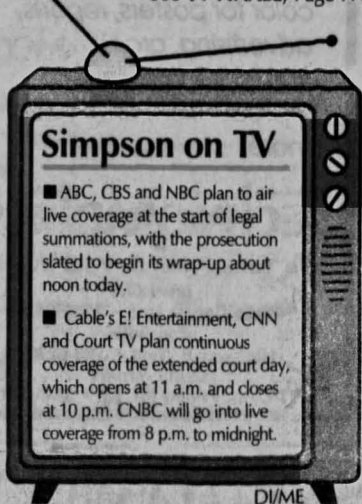 Simpson on TV
■ ABC, CBS and NBC plan to air
live coverage at the start of legal
summations, with the prosecution
slated to begin its wrap-up about
noon today.
■ Cable's E! Entertainment, CNN
and Court TV plan continuous
coverage of the extended court day,
which opens at 11 a.m. and closes
at 10 p.m. CNBC will go into live
coverage from 8 p.m. to midnight.
DI/ME